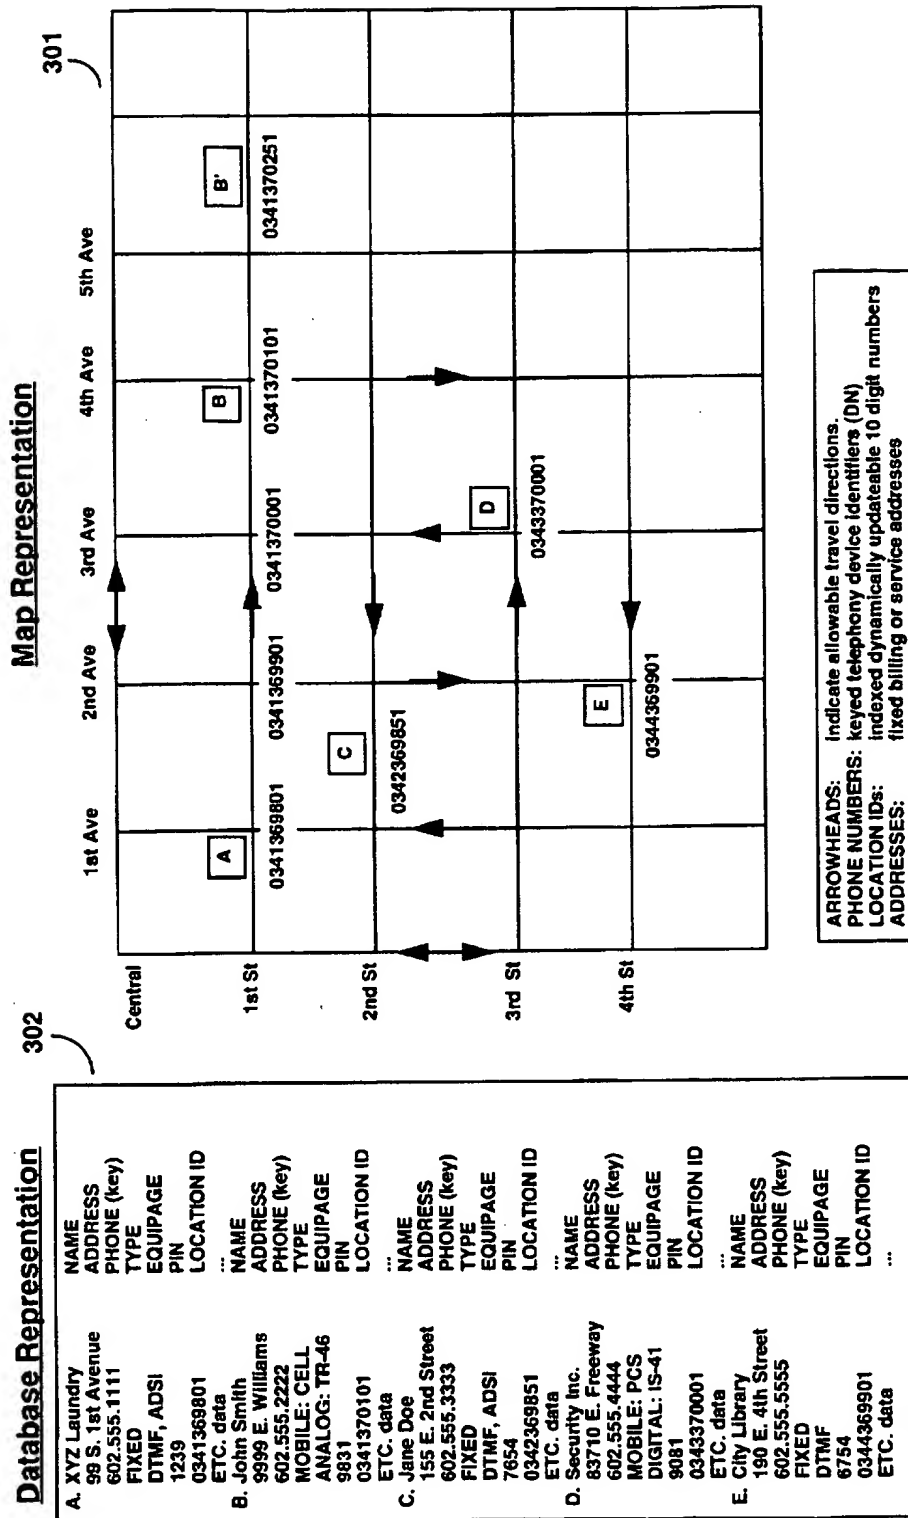 Database Representation
302
A. XYZ Laundry NAME
99 S. 1st Avenue ADDRESS
602.555.1111 PHONE (key)
FIXED TYPE
DTMF, ADSI EQUIPAGE
1239 PIN
0341369801 LOCATION ID
ETC. data ...
B. John Smith NAME
9999 E. Williams ADDRESS
602.555.2222 PHONE (key)
MOBILE: CELL TYPE
ANALOG: TR-46 EQUIPAGE
9831 PIN
0341370101 LOCATION ID
ETC. data ...
C. Jane Doe NAME
155 E. 2nd Street ADDRESS
602.555.3333 PHONE (key)
FIXED TYPE
DTMF, ADSI EQUIPAGE
7654 PIN
0342369851 LOCATION ID
ETC. data ...
D. Security Inc. NAME
83710 E. Freeway ADDRESS
602.555.4444 PHONE (key)
MOBILE: PCS TYPE
DIGITAL: IS-41 EQUIPAGE
9081 PIN
0343370001 LOCATION ID
ETC. data ...
E. City Library NAME
190 E. 4th Street ADDRESS
602.555.5555 PHONE (key)
FIXED TYPE
DTMF EQUIPAGE
6754 PIN
0344369901 LOCATION ID
ETC. data ...
Map Representation
301
1st Ave 2nd Ave 3rd Ave 4th Ave 5th Ave
Central
A B B'
1st St
0341369801 0341369901 0341370001 0341370101 0341370251
C
2nd St
0342369851
D
3rd St
0343370001
E
4th St
0344369901
ARROWHEADS: indicate allowable travel directions.
PHONE NUMBERS: keyed telephony device identifiers (DN)
LOCATION IDs: indexed dynamically updateable 10 digit numbers
ADDRESSES: fixed billing or service addresses